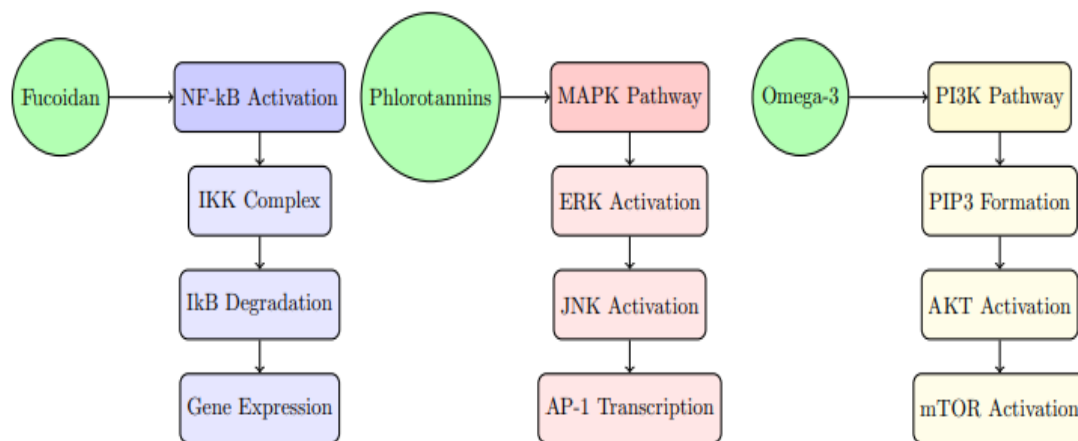 Fucoidan
NF-kB Activation
Phlorotannins
MAPK Pathway
Omega-3
PI3K Pathway
IKK Complex
ERK Activation
PIP3 Formation
IkB Degradation
JNK Activation
AKT Activation
Gene Expression
AP-1 Transcription
mTOR Activation